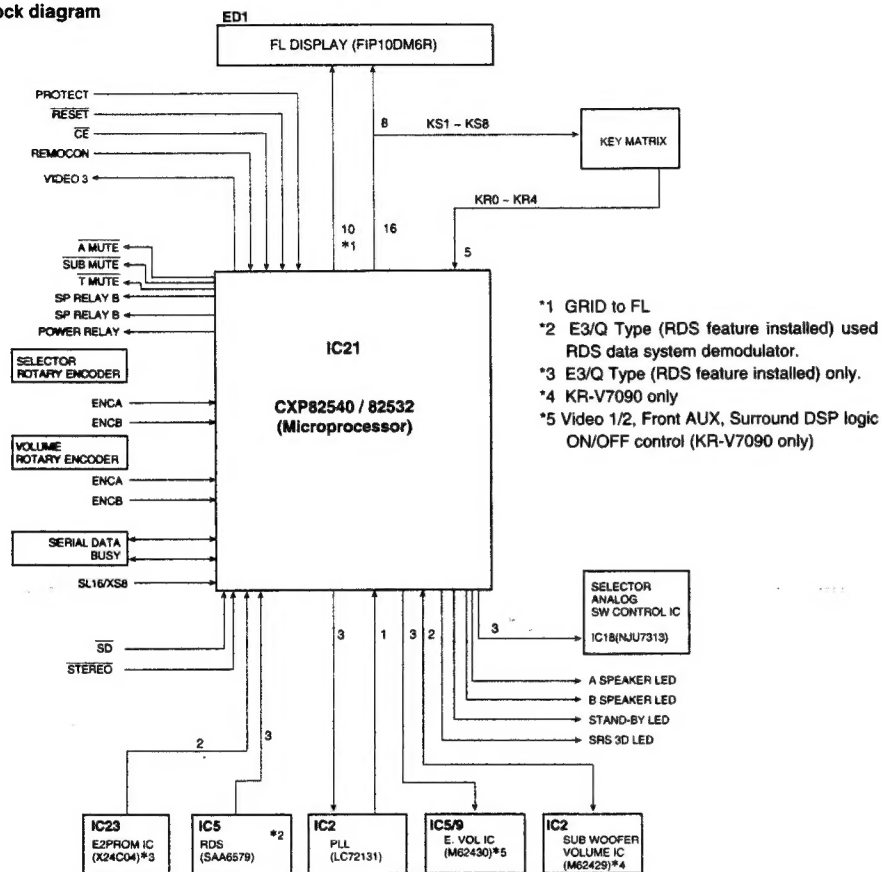 ock diagram
ED1
FL DISPLAY (FIP10DM6R)
PROTECT
RESET
CE
REMOCON
VIDEO 3
8
KS1 ~ KS8
KEY MATRIX
KR0 ~ KR4
10
*1
16
5
A MUTE
SUB MUTE
T MUTE
SP RELAY B
SP RELAY B
POWER RELAY
SELECTOR
ROTARY ENCODER
ENCA
ENCB
VOLUME
ROTARY ENCODER
ENCA
ENCB
SERIAL DATA
BUSY
SL16/XS8
IC21
CXP82540 / 82532
(Microprocessor)
*1 GRID to FL
*2 E3/Q Type (RDS feature installed) used
RDS data system demodulator.
*3 E3/Q Type (RDS feature installed) only.
*4 KR-V7090 only
*5 Video 1/2, Front AUX, Surround DSP logic
ON/OFF control (KR-V7090 only)
SD
STEREO
2
3
3
1
3
2
3
SELECTOR
ANALOG
SW CONTROL IC
IC18(NJU7313)
A SPEAKER LED
B SPEAKER LED
STAND-BY LED
SRS 3D LED
IC23
E2PROM IC
(X24C04)*3
IC5
*2
RDS
(SAA6579)
IC2
PLL
(LC72131)
IC5/9
E. VOL IC
(M62430)*5
IC2
SUB WOOFER
VOLUME IC
(M62429)*4